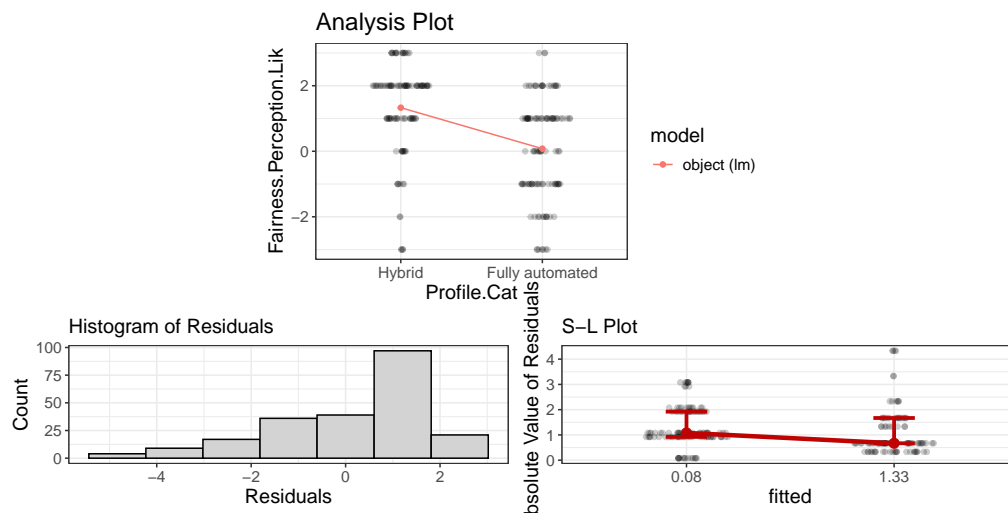 Analysis Plot
Fairness.Perception.Lik
2
0
−2
Hybrid
Fully automated
Profile.Cat
model
object (lm)
Histogram of Residuals
Count
100
75
50
25
0
−4
−2
0
2
Residuals
S−L Plot
bsolute Value of Residuals
4
3
2
1
0
0.08
1.33
fitted